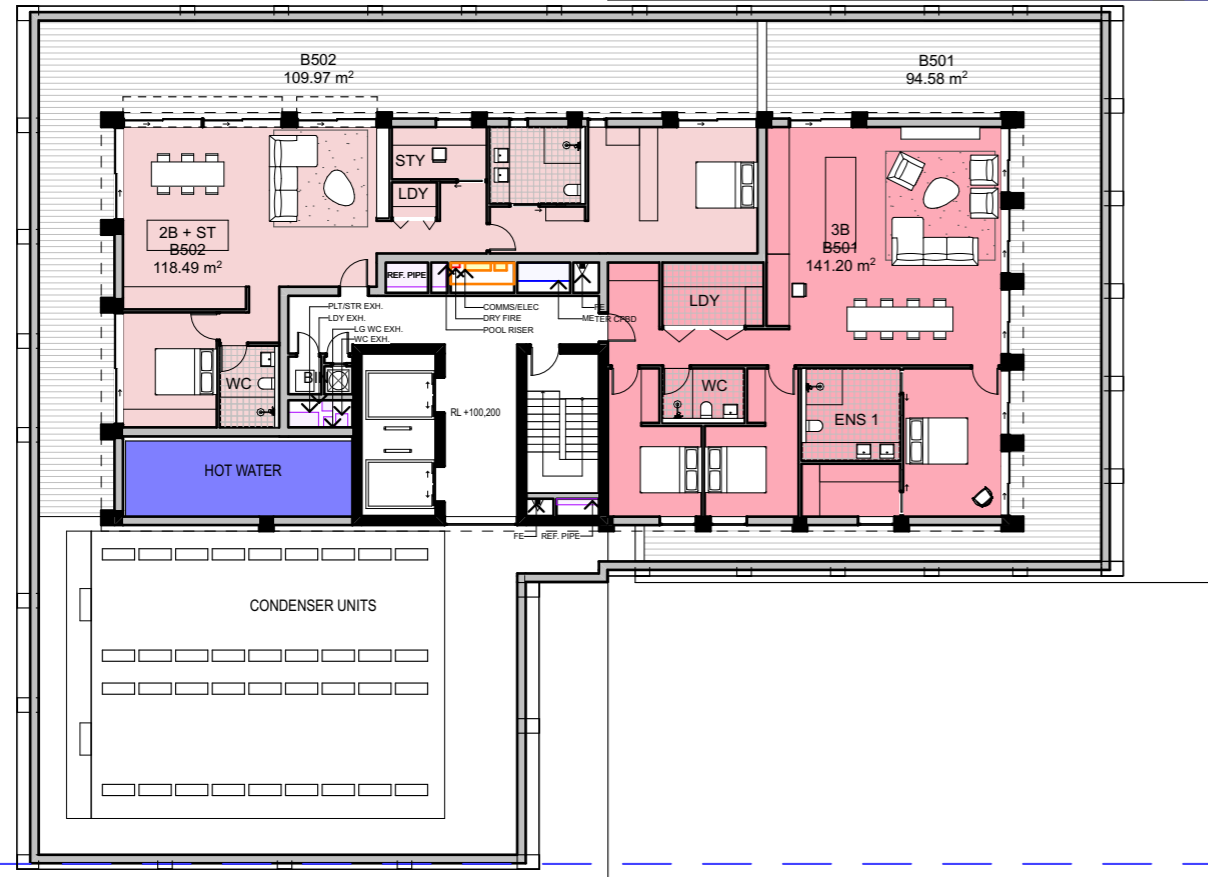 B502
109.97 m²
B501
94.58 m²
STY
LDY
2B + ST
B502
118.49 m²
3B
B501
141.20 m²
REF. PIPE
LDY
PLT/STR EXH.
LDY EXH.
LG WC EXH.
WC EXH.
COMMS/ELEC
DRY FIRE
POOL RISER
FE
METER CPBD
BIN
WC
RL +100,200
WC
ENS 1
HOT WATER
FE
REF. PIPE
CONDENSER UNITS